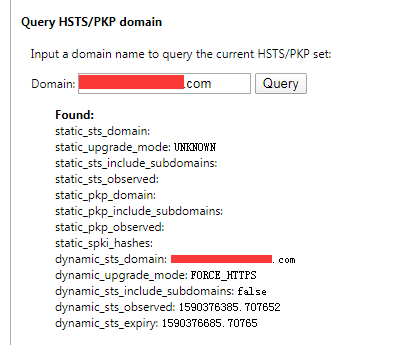 Query HSTS/PKP domain
Input a domain name to query the current HSTS/PKP set:
Domain: .com Query
Found:
static_sts_domain:
static_upgrade_mode: UNKNOWN
static_sts_include_subdomains:
static_sts_observed:
static_pkp_domain:
static_pkp_include_subdomains:
static_pkp_observed:
static_spki_hashes:
dynamic_sts_domain: .com
dynamic_upgrade_mode: FORCE_HTTPS
dynamic_sts_include_subdomains: false
dynamic_sts_observed: 1590376385.707652
dynamic_sts_expiry: 1590376685.70765